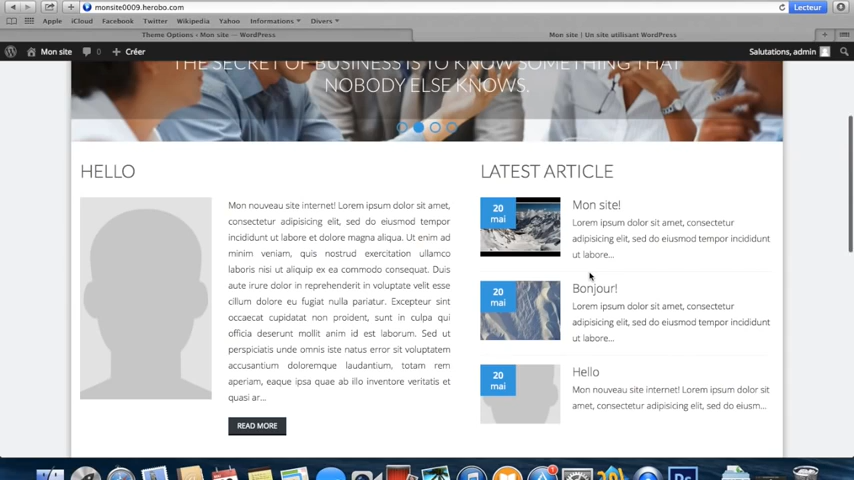 monsite0009.herobo.com
Lecteur
Apple iCloud Facebook Twitter Wikipedia Yahoo Informations Divers
Theme Options ‹ Mon site — WordPress
Mon site | Un site utilisant WordPress
Mon site 0 Créer
Salutations, admin
THE SECRET OF BUSINESS IS TO KNOW SOMETHING THAT
NOBODY ELSE KNOWS.
HELLO
Mon nouveau site internet! Lorem ipsum dolor sit amet,
consectetur adipisicing elit, sed do eiusmod tempor
incididunt ut labore et dolore magna aliqua. Ut enim ad
minim veniam, quis nostrud exercitation ullamco
laboris nisi ut aliquip ex ea commodo consequat. Duis
aute irure dolor in reprehenderit in voluptate velit esse
cillum dolore eu fugiat nulla pariatur. Excepteur sint
occaecat cupidatat non proident, sunt in culpa qui
officia deserunt mollit anim id est laborum. Sed ut
perspiciatis unde omnis iste natus error sit voluptatem
accusantium doloremque laudantium, totam rem
aperiam, eaque ipsa quae ab illo inventore veritatis et
quasi ar...
READ MORE
LATEST ARTICLE
20
mai
Mon site!
Lorem ipsum dolor sit amet, consectetur
adipisicing elit, sed do eiusmod tempor incididunt
ut labore...
20
mai
Bonjour!
Lorem ipsum dolor sit amet, consectetur
adipisicing elit, sed do eiusmod tempor incididunt
ut labore...
20
mai
Hello
Mon nouveau site internet! Lorem ipsum dolor sit amet,
consectetur adipisicing elit, sed do eiusm...